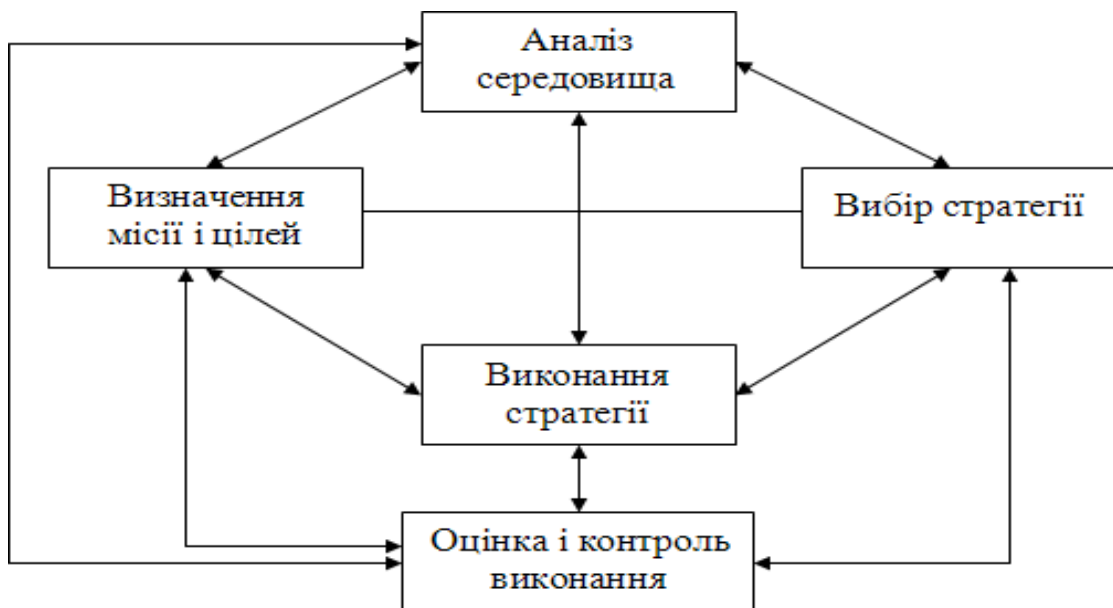 Аналіз
середовища
Визначення
місії і цілей
Вибір стратегії
Виконання
стратегії
Оцінка і контроль
виконання